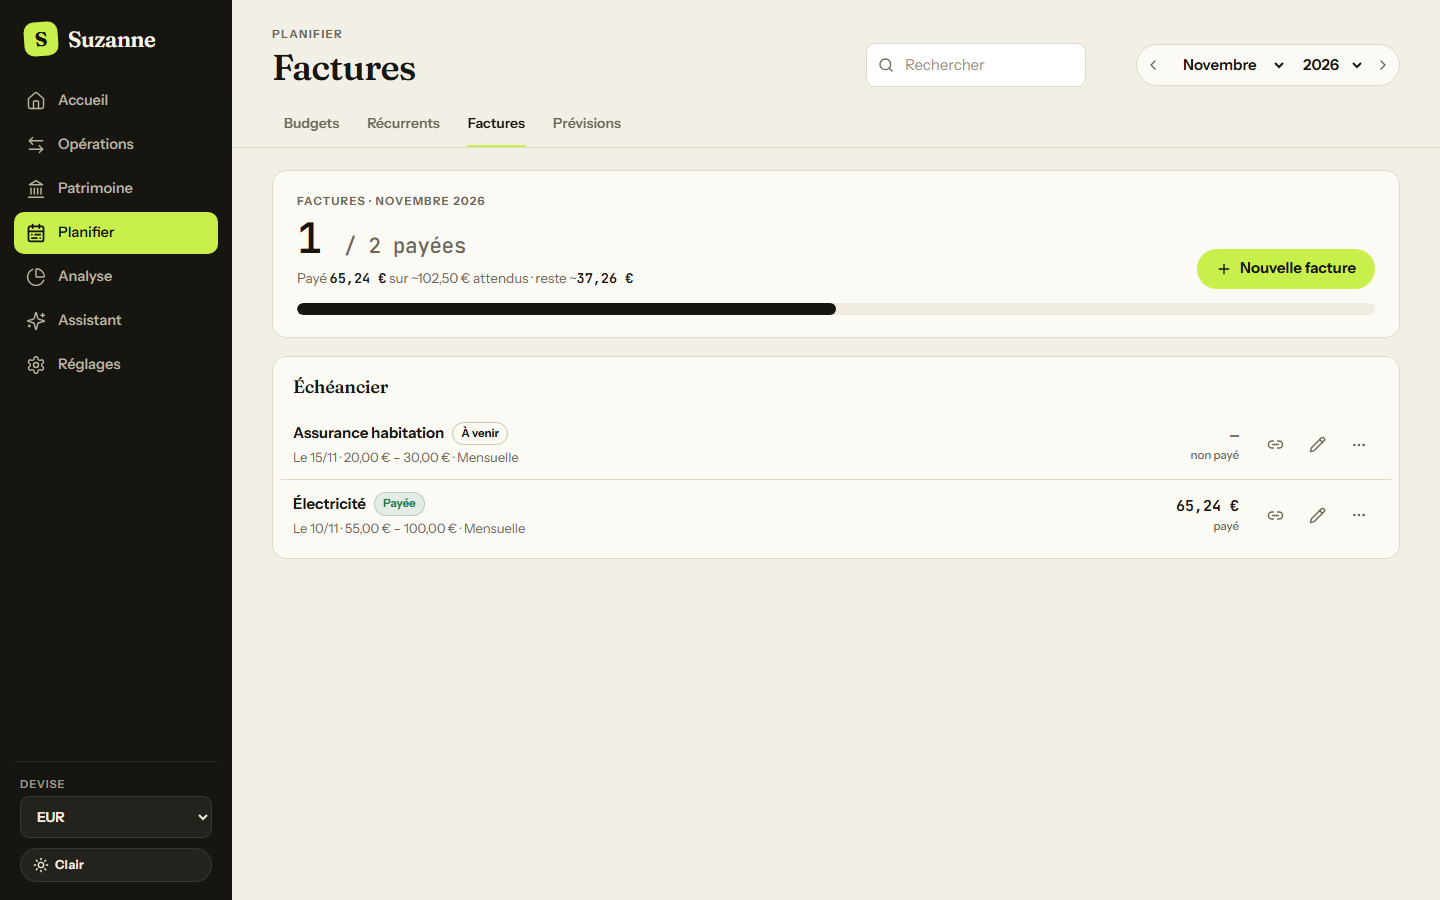 S Suzanne
Accueil
Opérations
Patrimoine
Planifier
Analyse
Assistant
Réglages
DEVISE
EUR
Clair
PLANIFIER
Factures
Rechercher
Novembre 2026
Budgets Récurrents Factures Prévisions
FACTURES · NOVEMBRE 2026
1 / 2 payées
Payé 65,24 € sur ~102,50 € attendus · reste ~37,26 €
+ Nouvelle facture
Échéancier
Assurance habitation À venir
Le 15/11 · 20,00 € – 30,00 € · Mensuelle
—
non payé
Électricité Payée
Le 10/11 · 55,00 € – 100,00 € · Mensuelle
65,24 €
payé